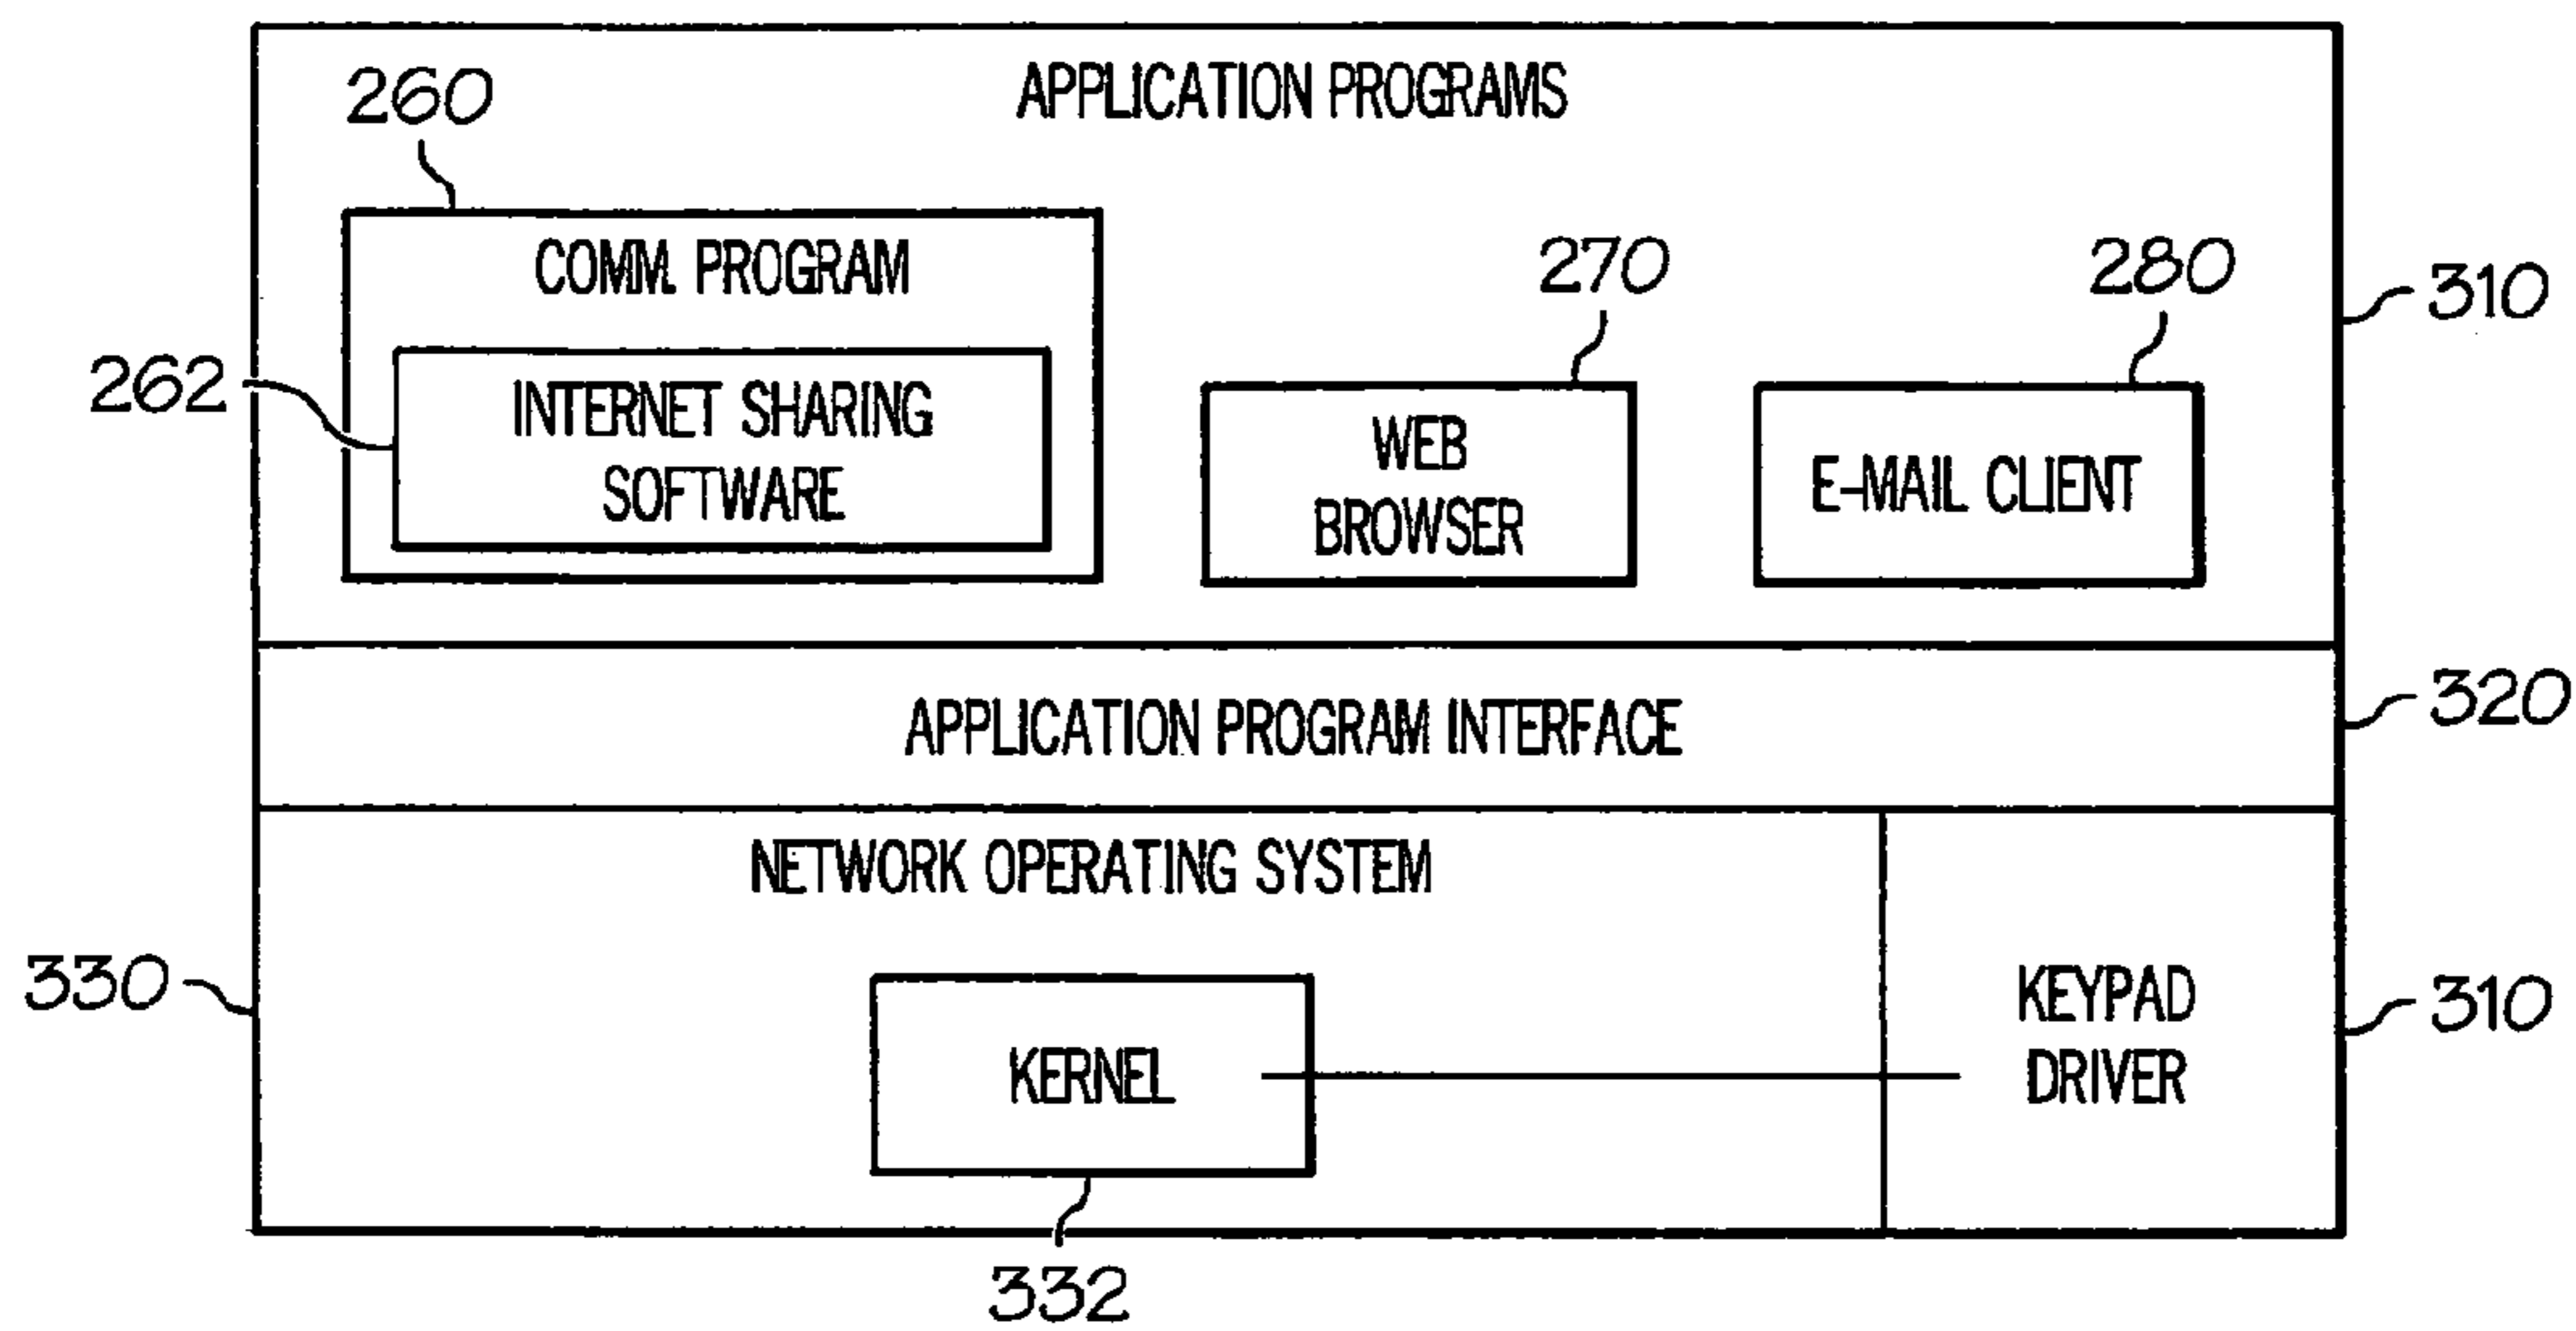 APPLICATION PROGRAMS
260
COMM. PROGRAM
270
280
310
262
INTERNET SHARING
SOFTWARE
WEB
BROWSER
E-MAIL CLIENT
320
APPLICATION PROGRAM INTERFACE
NETWORK OPERATING SYSTEM
330
KERNEL
KEYPAD
DRIVER
310
332